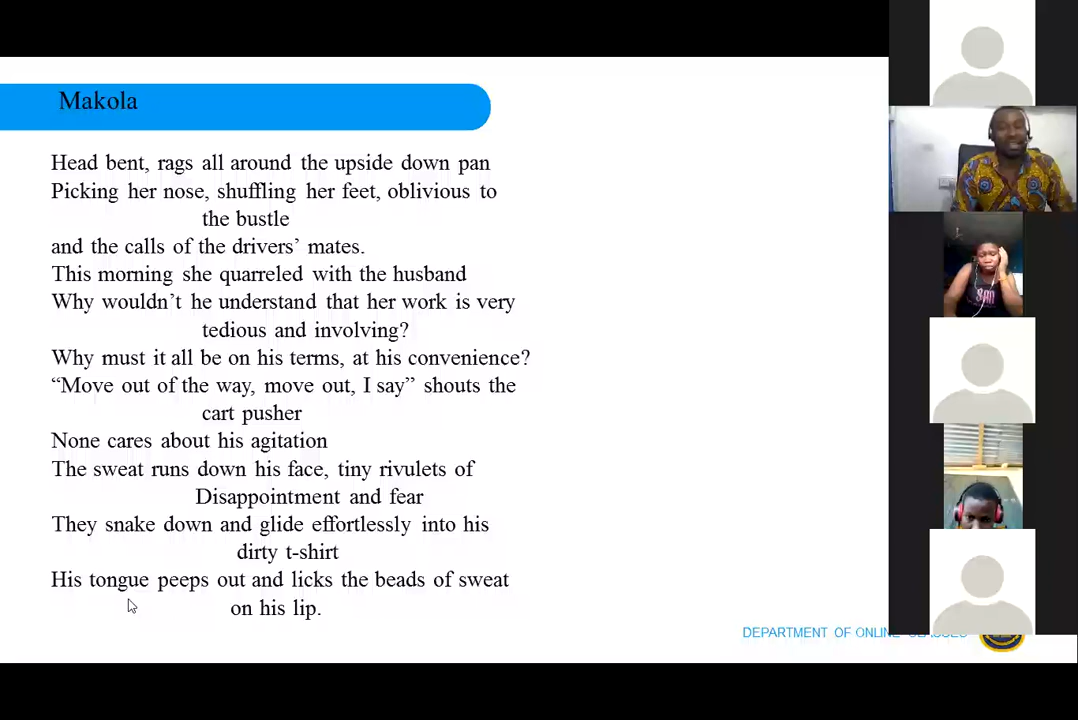 Makola
Head bent, rags all around the upside down pan
Picking her nose, shuffling her feet, oblivious to
the bustle
and the calls of the drivers’ mates.
This morning she quarreled with the husband
Why wouldn’t he understand that her work is very
tedious and involving?
Why must it all be on his terms, at his convenience?
“Move out of the way, move out, I say” shouts the
cart pusher
None cares about his agitation
The sweat runs down his face, tiny rivulets of
Disappointment and fear
They snake down and glide effortlessly into his
dirty t-shirt
His tongue peeps out and licks the beads of sweat
on his lip.
DEPARTMENT OF ONLINE CLASSES